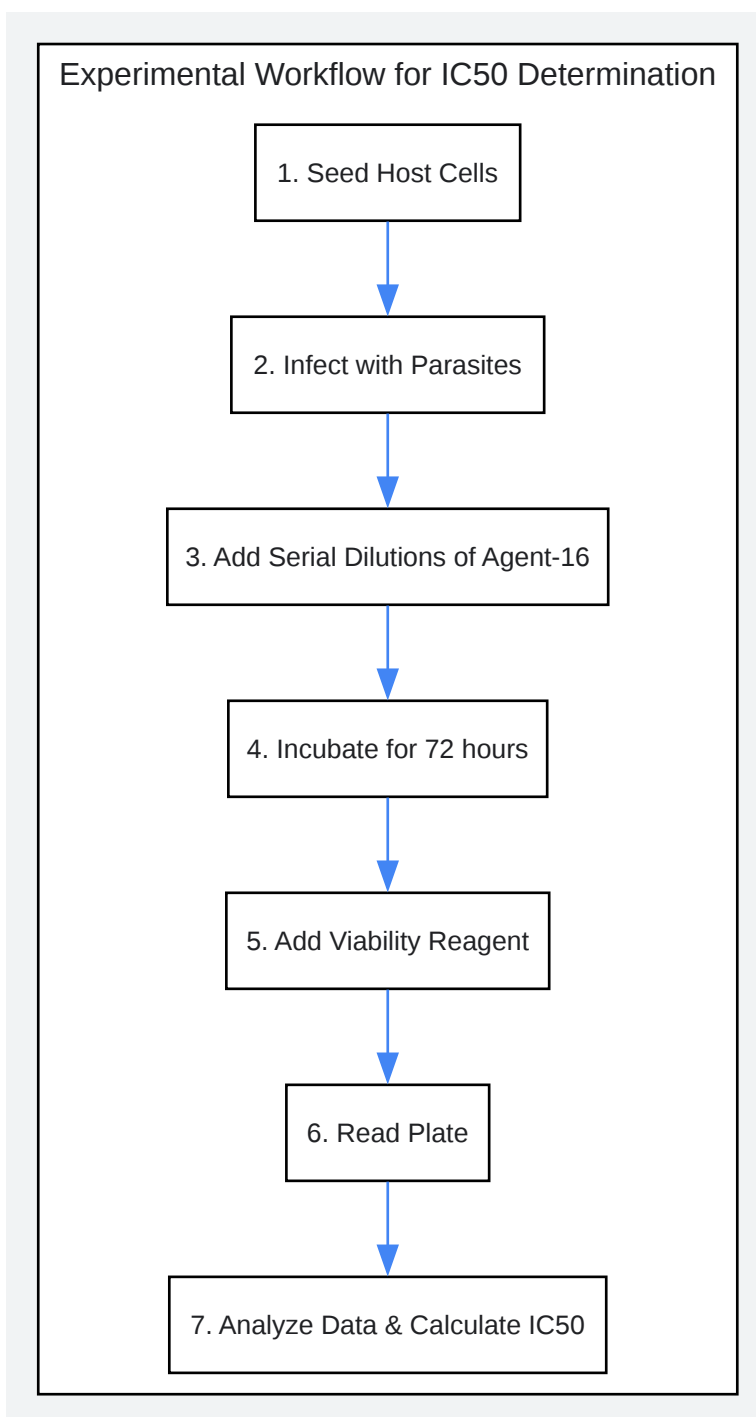 Experimental Workflow for IC50 Determination
1. Seed Host Cells
2. Infect with Parasites
3. Add Serial Dilutions of Agent-16
4. Incubate for 72 hours
5. Add Viability Reagent
6. Read Plate
7. Analyze Data & Calculate IC50